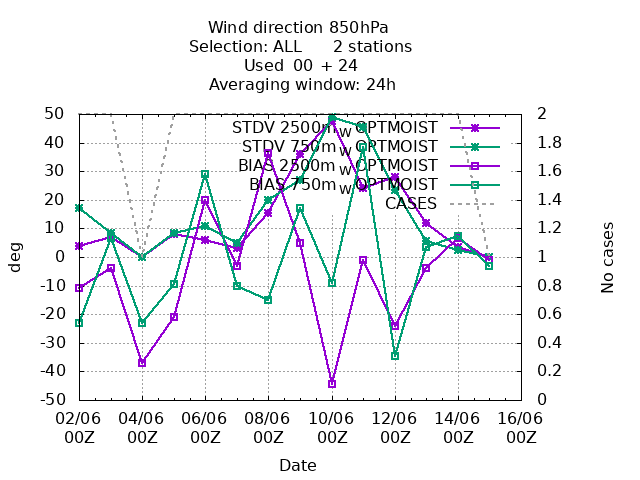 Wind direction 850hPa
Selection: ALL 2 stations
Used 00 + 24
Averaging window: 24h
STDV 2500m_w OPTMOIST
STDV 750m_w OPTMOIST
BIAS 2500m_w OPTMOIST
BIAS 750m_w OPTMOIST
CASES
50
40
30
20
10
0
-10
-20
-30
-40
-50
deg
2
1.8
1.6
1.4
1.2
1
0.8
0.6
0.4
0.2
0
No cases
02/06 04/06 06/06 08/06 10/06 12/06 14/06 16/06
00Z 00Z 00Z 00Z 00Z 00Z 00Z 00Z
Date